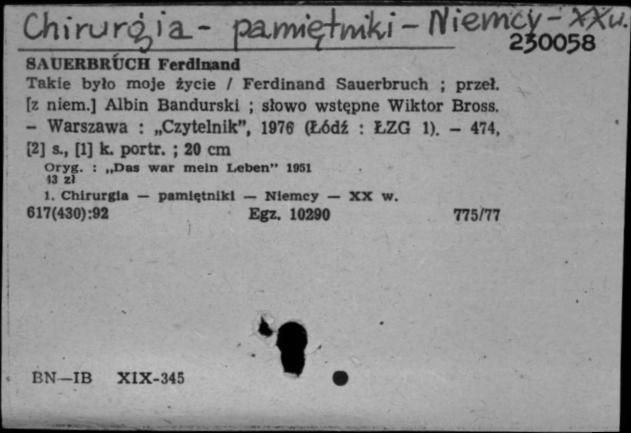 Chirurgia - pamiętniki - Niemcy - XXw.
230058
SAUERBRUCH Ferdinand
Takie było moje życie / Ferdinand Sauerbruch ; przeł.
[z niem.] Albin Bandurski ; słowo wstępne Wiktor Bross.
– Warszawa : „Czytelnik”, 1976 (Łódź : ŁZG 1). – 474,
[2] s., [1] k. portr. ; 20 cm
Oryg. : „Das war mein Leben” 1951
43 zł
1. Chirurgia — pamiętniki — Niemcy — XX w.
617(430):92 Egz. 10290 775/77
BN—IB XIX-345